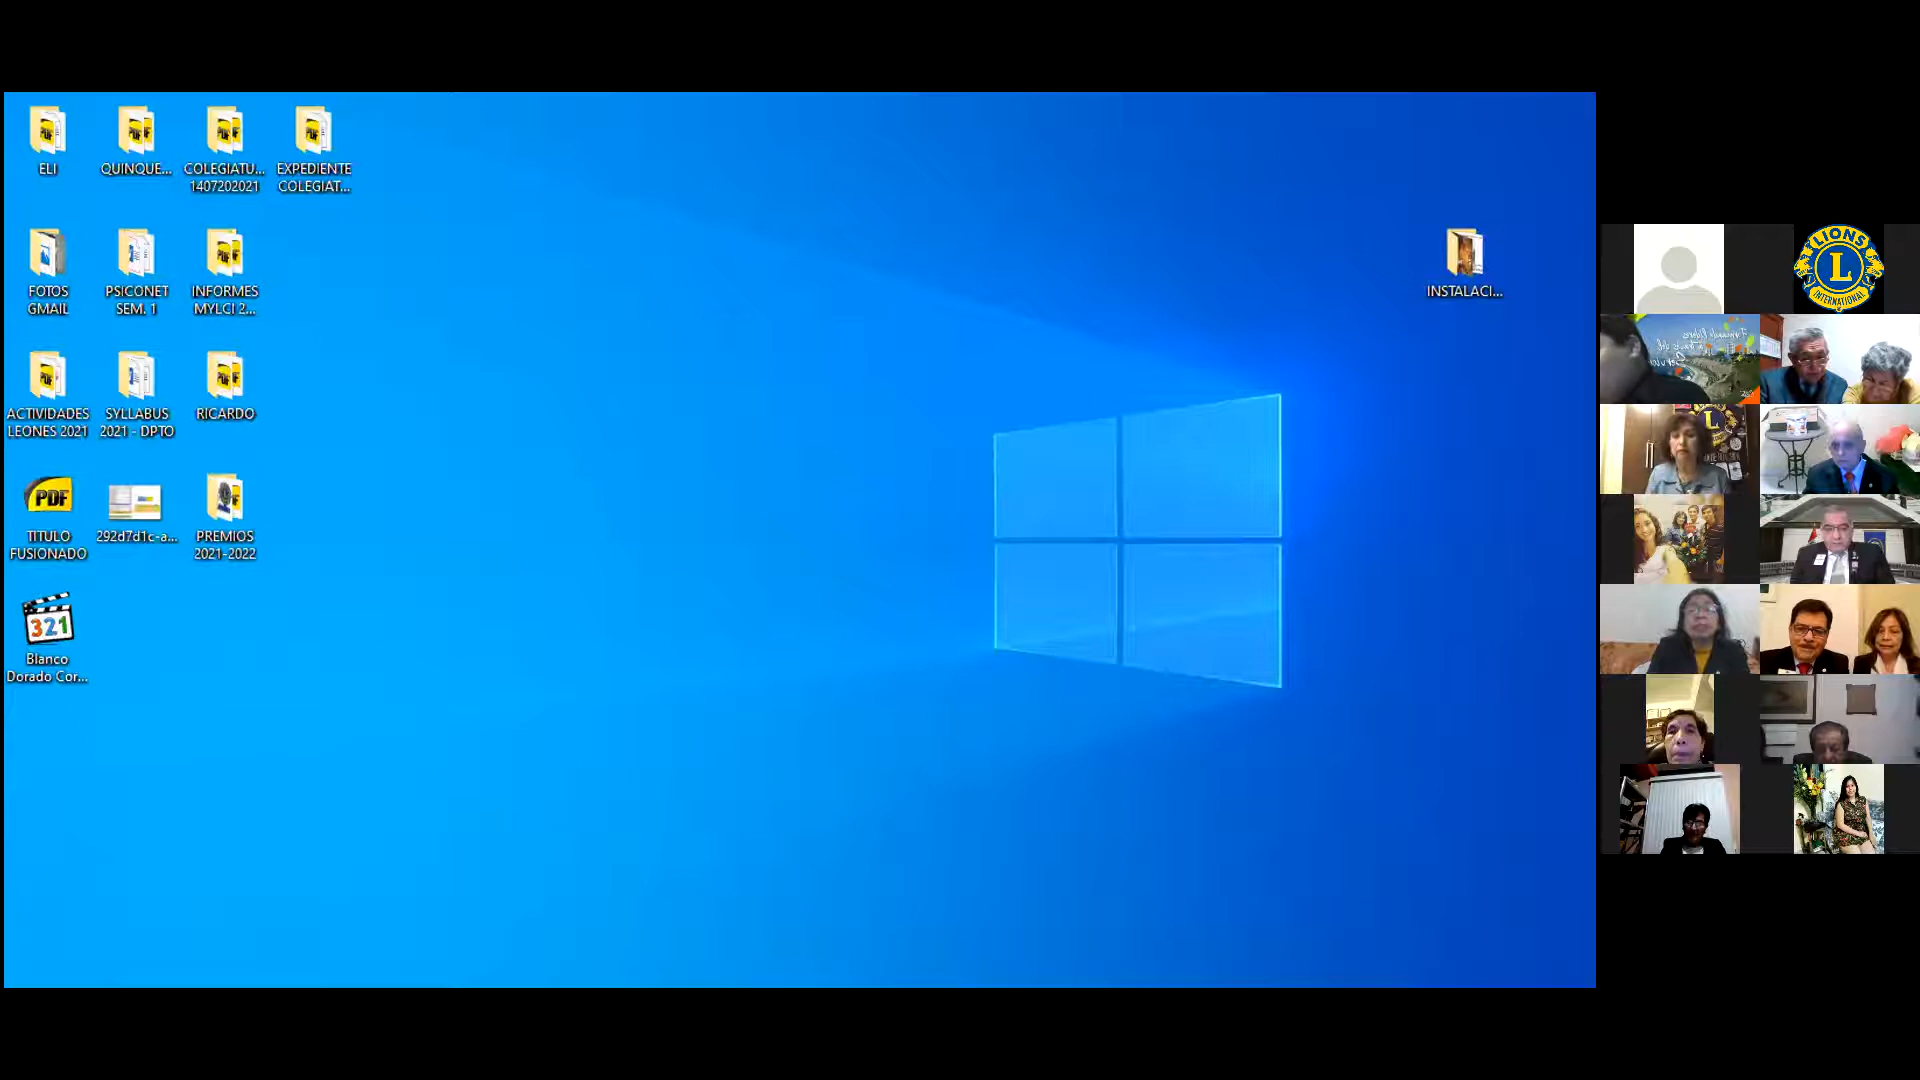 ELI
QUINQUE...
COLEGIATU...
1407202021
EXPEDIENTE
COLEGIAT...
FOTOS
GMAIL
PSICONET
SEM. 1
INFORMES
MYLCI 2...
INSTALACI...
ACTIVIDADES
LEONES 2021
SYLLABUS
2021 - DPTO
RICARDO
PDF
TITULO
FUSIONADO
292d7d1c-a...
PREMIOS
2021-2022
321
Blanco
Dorado Cor...
LIONS
L
INTERNATIONAL